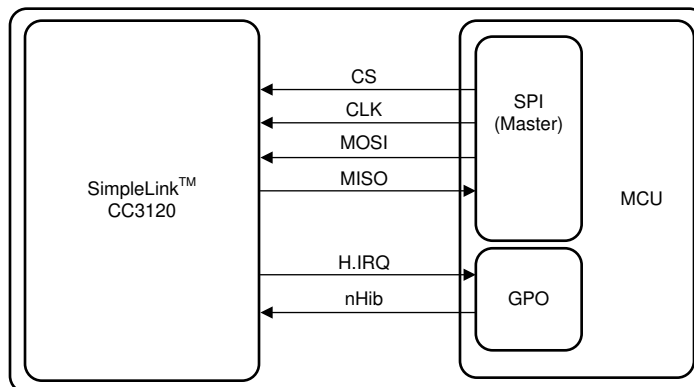 CS
CLK
MOSI
MISO
H.IRQ
nHib
SimpleLink™
CC3120
SPI
(Master)
GPO
MCU